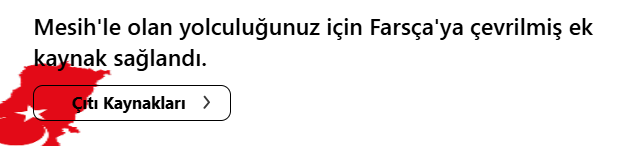 Mesih'le olan yolculuğunuz için Farsça'ya çevrilmiş ek
kaynak sağlandı.
Çıtı Kaynakları